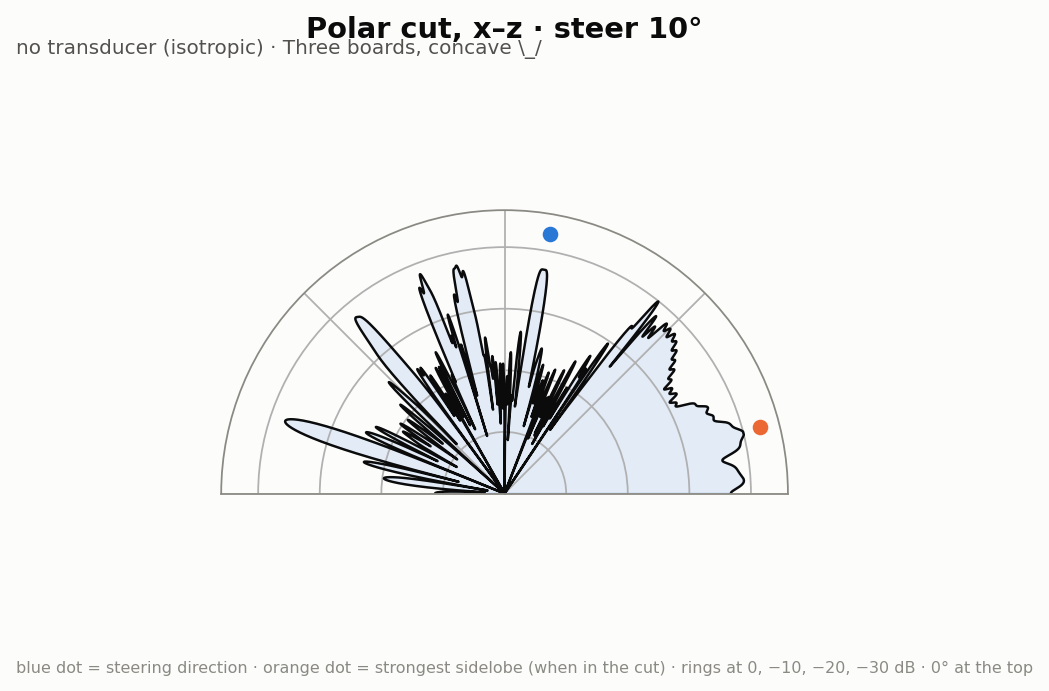 Polar cut, x–z · steer 10°
no transducer (isotropic) · Three boards, concave \_/
blue dot = steering direction · orange dot = strongest sidelobe (when in the cut) · rings at 0, −10, −20, −30 dB · 0° at the top